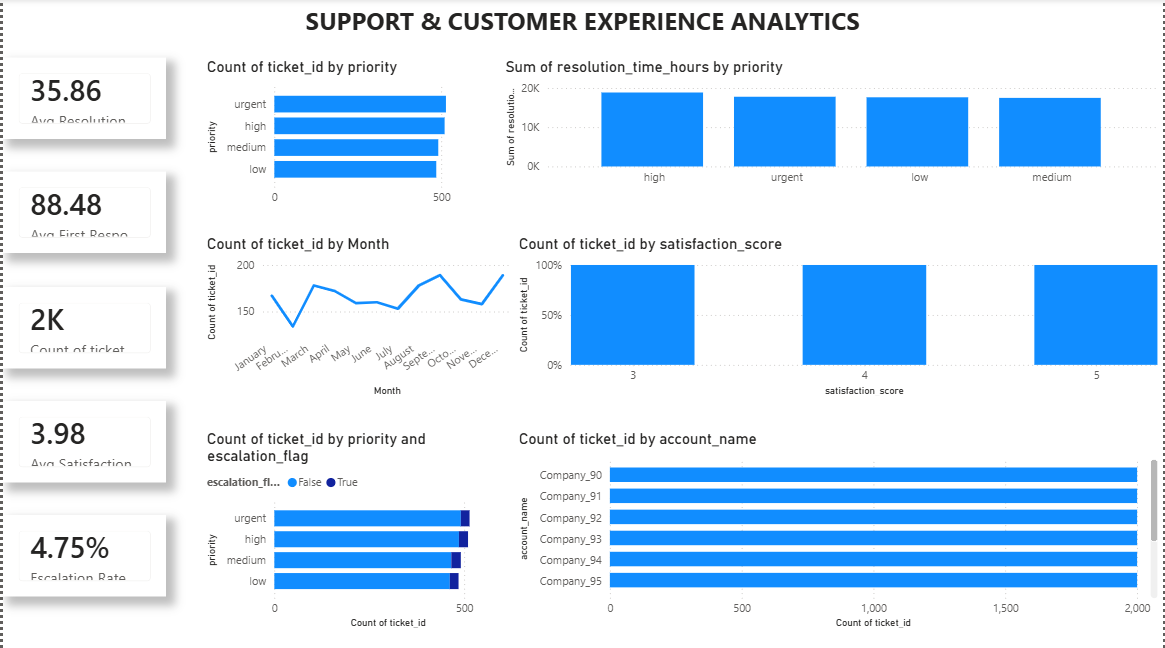 SUPPORT & CUSTOMER EXPERIENCE ANALYTICS
35.86
Avg Resolution
88.48
Avg First Respo
2K
Count of ticket
3.98
Avg Satisfaction
4.75%
Escalation Rate
Count of ticket_id by priority
priority
urgent
high
medium
low
0 500
Sum of resolution_time_hours by priority
Sum of resolutio...
20K
10K
0K
high urgent low medium
Count of ticket_id by Month
Count of ticket_id
200
150
January Febru... March April May June July August Septe... Octo... Nove... Dece...
Month
Count of ticket_id by satisfaction_score
Count of ticket_id
100%
50%
0%
3 4 5
satisfaction_score
Count of ticket_id by priority and
escalation_flag
escalation_fl... False True
priority
urgent
high
medium
low
0 500
Count of ticket_id
Count of ticket_id by account_name
account_name
Company_90
Company_91
Company_92
Company_93
Company_94
Company_95
0 500 1,000 1,500 2,000
Count of ticket_id